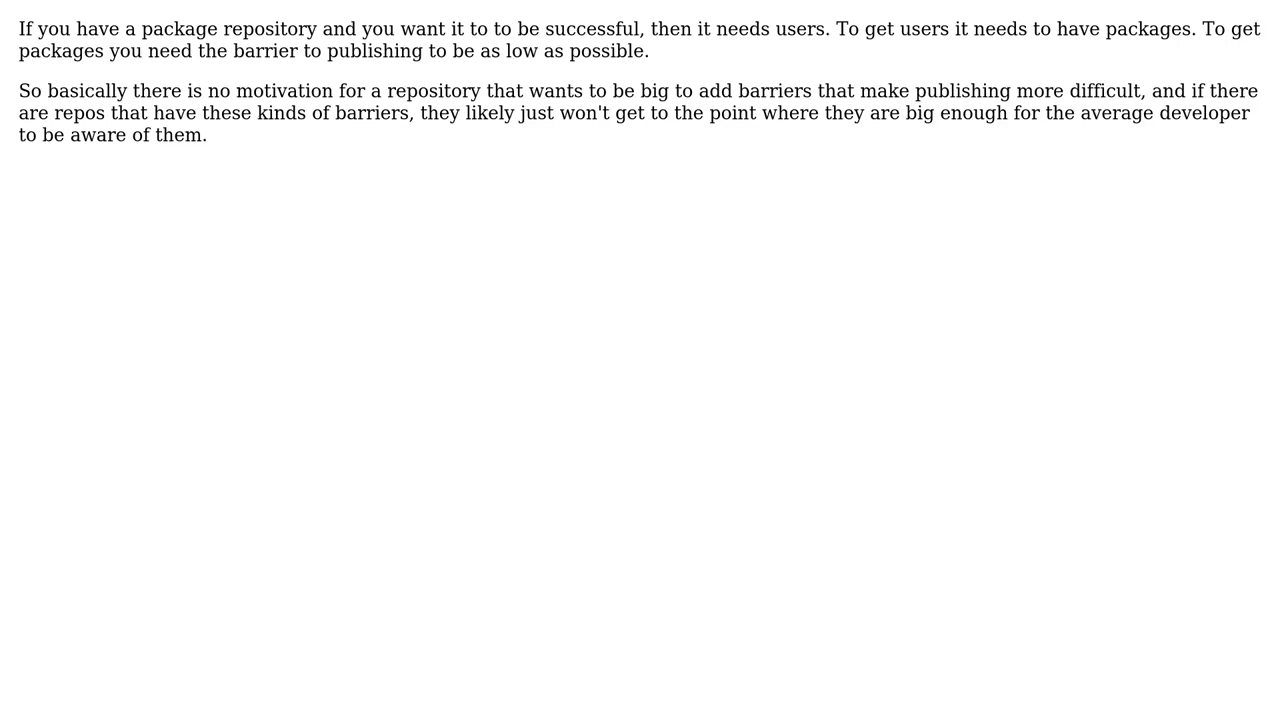 If you have a package repository and you want it to to be successful, then it needs users. To get users it needs to have packages. To get
packages you need the barrier to publishing to be as low as possible.
So basically there is no motivation for a repository that wants to be big to add barriers that make publishing more difficult, and if there
are repos that have these kinds of barriers, they likely just won't get to the point where they are big enough for the average developer
to be aware of them.